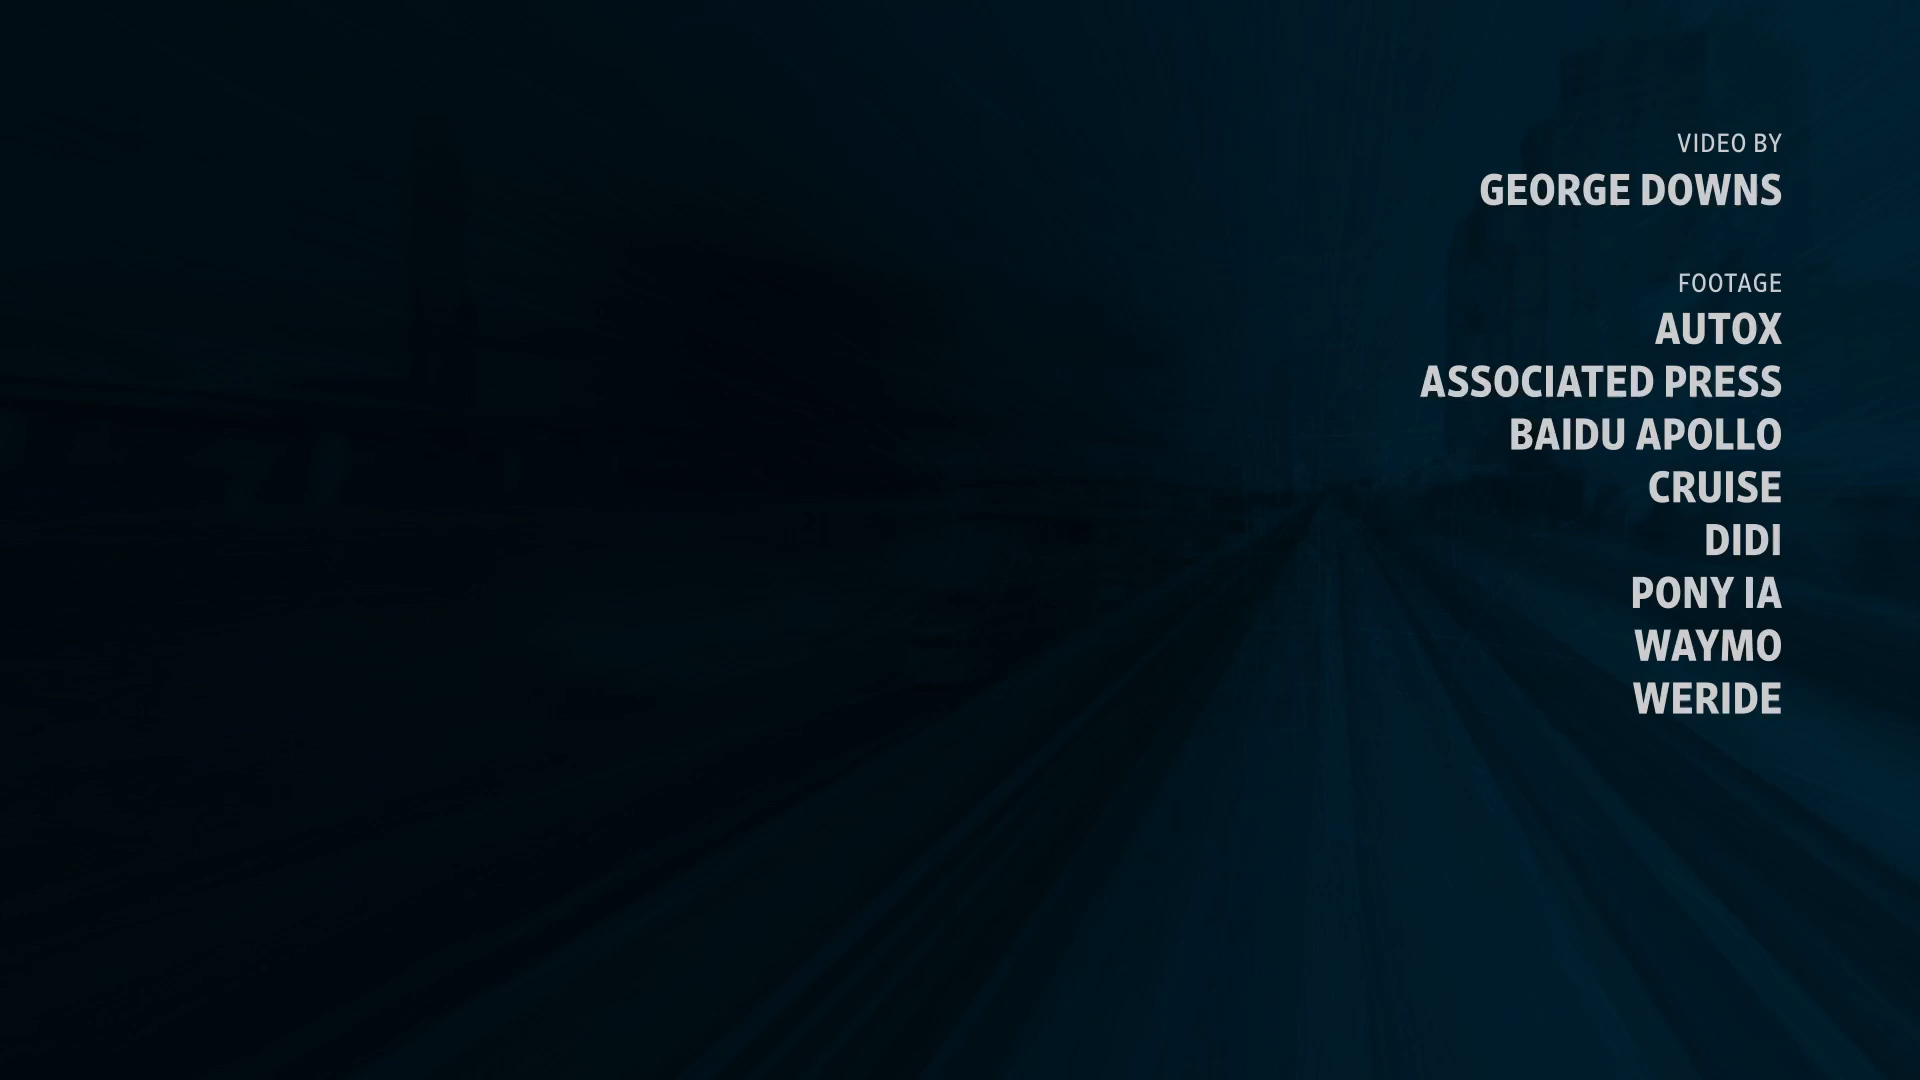 VIDEO BY
GEORGE DOWNS
FOOTAGE
AUTOX
ASSOCIATED PRESS
BAIDU APOLLO
CRUISE
DIDI
PONY IA
WAYMO
WERIDE